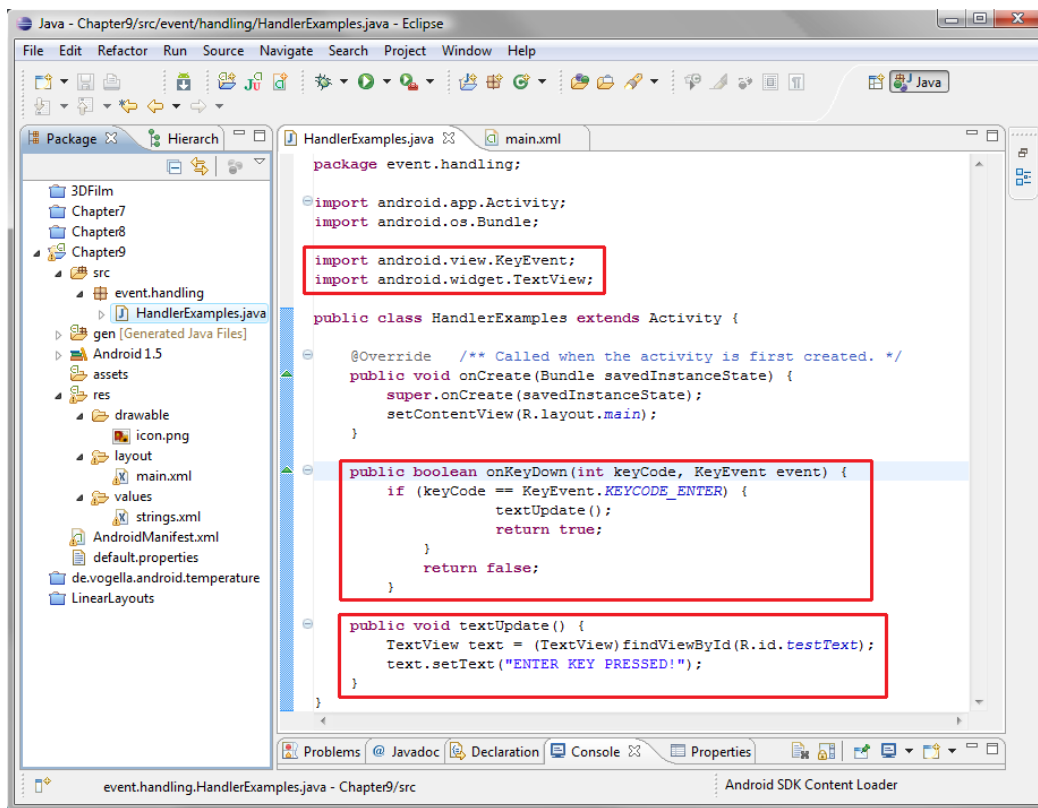 Java - Chapter9/src/event/handling/HandlerExamples.java - Eclipse
File Edit Refactor Run Source Navigate Search Project Window Help
Java
Package
Hierarch
3DFilm
Chapter7
Chapter8
Chapter9
src
event.handling
HandlerExamples.java
gen [Generated Java Files]
Android 1.5
assets
res
drawable
icon.png
layout
main.xml
values
strings.xml
AndroidManifest.xml
default.properties
de.vogella.android.temperature
LinearLayouts
HandlerExamples.java
main.xml
package event.handling;
import android.app.Activity;
import android.os.Bundle;
import android.view.KeyEvent;
import android.widget.TextView;
public class HandlerExamples extends Activity {
@Override /** Called when the activity is first created. */
public void onCreate(Bundle savedInstanceState) {
super.onCreate(savedInstanceState);
setContentView(R.layout.main);
}
public boolean onKeyDown(int keyCode, KeyEvent event) {
if (keyCode == KeyEvent.KEYCODE_ENTER) {
textUpdate();
return true;
}
return false;
}
public void textUpdate() {
TextView text = (TextView)findViewById(R.id.testText);
text.setText("ENTER KEY PRESSED!");
}
}
Problems @ Javadoc Declaration Console Properties
event.handling.HandlerExamples.java - Chapter9/src
Android SDK Content Loader